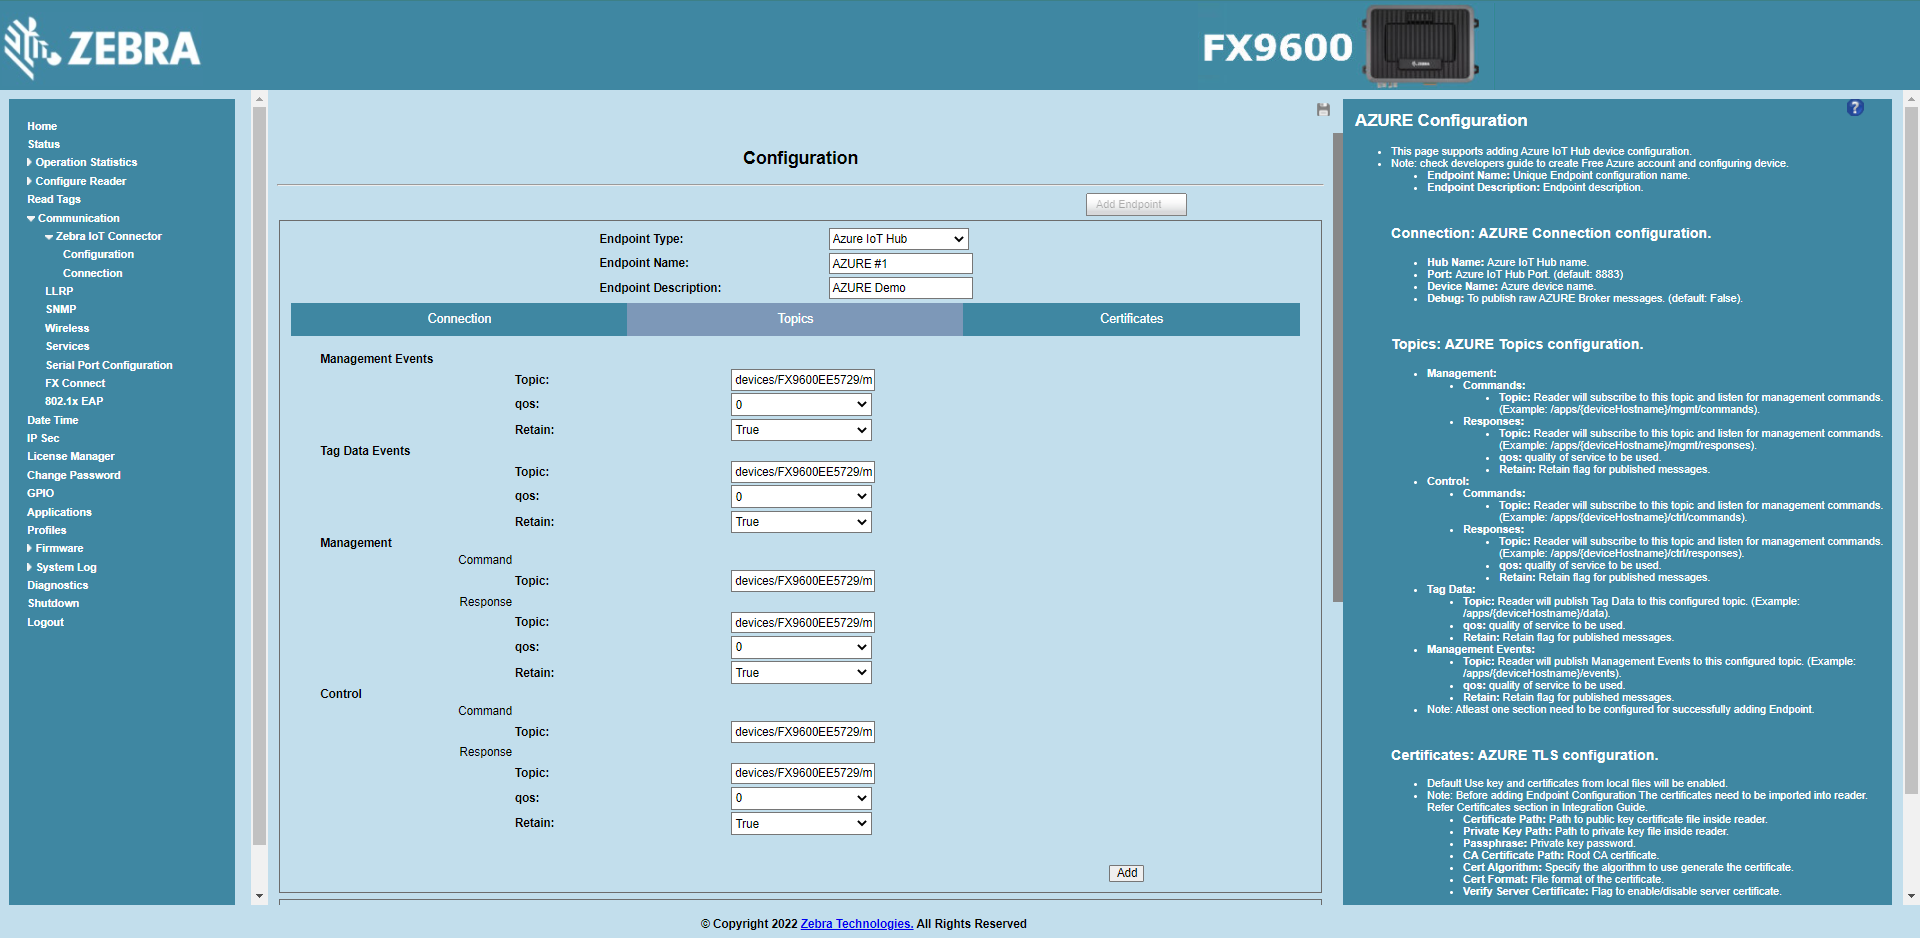 ZEBRA
FX9600
Home
Status
Operation Statistics
Configure Reader
Read Tags
Communication
Zebra IoT Connector
Configuration
Connection
LLRP
SNMP
Wireless
Services
Serial Port Configuration
FX Connect
802.1x EAP
Date Time
IP Sec
License Manager
Change Password
GPIO
Applications
Profiles
Firmware
System Log
Diagnostics
Shutdown
Logout
Configuration
Add Endpoint
Endpoint Type: Azure IoT Hub
Endpoint Name: AZURE #1
Endpoint Description: AZURE Demo
Connection Topics Certificates
Management Events
Topic: devices/FX9600EE5729/m
qos: 0
Retain: True
Tag Data Events
Topic: devices/FX9600EE5729/m
qos: 0
Retain: True
Management
Command
Topic: devices/FX9600EE5729/m
Response
Topic: devices/FX9600EE5729/m
qos: 0
Retain: True
Control
Command
Topic: devices/FX9600EE5729/m
Response
Topic: devices/FX9600EE5729/m
qos: 0
Retain: True
Add
?
AZURE Configuration
This page supports adding Azure IoT Hub device configuration.
Note: check developers guide to create Free Azure account and configuring device.
Endpoint Name: Unique Endpoint configuration name.
Endpoint Description: Endpoint description.
Connection: AZURE Connection configuration.
Hub Name: Azure IoT Hub name.
Port: Azure IoT Hub Port. (default: 8883)
Device Name: Azure device name.
Debug: To publish raw AZURE Broker messages. (default: False).
Topics: AZURE Topics configuration.
Management:
Commands:
Topic: Reader will subscribe to this topic and listen for management commands.
(Example: /apps/{deviceHostname}/mgmt/commands).
Responses:
Topic: Reader will subscribe to this topic and listen for management commands.
(Example: /apps/{deviceHostname}/mgmt/responses).
qos: quality of service to be used.
Retain: Retain flag for published messages.
Control:
Commands:
Topic: Reader will subscribe to this topic and listen for management commands.
(Example: /apps/{deviceHostname}/ctrl/commands).
Responses:
Topic: Reader will subscribe to this topic and listen for management commands.
(Example: /apps/{deviceHostname}/ctrl/responses).
qos: quality of service to be used.
Retain: Retain flag for published messages.
Tag Data:
Topic: Reader will publish Tag Data to this configured topic. (Example:
/apps/{deviceHostname}/data).
qos: quality of service to be used.
Retain: Retain flag for published messages.
Management Events:
Topic: Reader will publish Management Events to this configured topic. (Example:
/apps/{deviceHostname}/events).
qos: quality of service to be used.
Retain: Retain flag for published messages.
Note: Atleast one section need to be configured for successfully adding Endpoint.
Certificates: AZURE TLS configuration.
Default Use key and certificates from local files will be enabled.
Note: Before adding Endpoint Configuration The certificates need to be imported into reader.
Refer Certificates section in Integration Guide.
Certificate Path: Path to public key certificate file inside reader.
Private Key Path: Path to private key file inside reader.
Passphrase: Private key password.
CA Certificate Path: Root CA certificate.
Cert Algorithm: Specify the algorithm to use generate the certificate.
Cert Format: File format of the certificate.
Verify Server Certificate: Flag to enable/disable server certificate.
© Copyright 2022 Zebra Technologies. All Rights Reserved